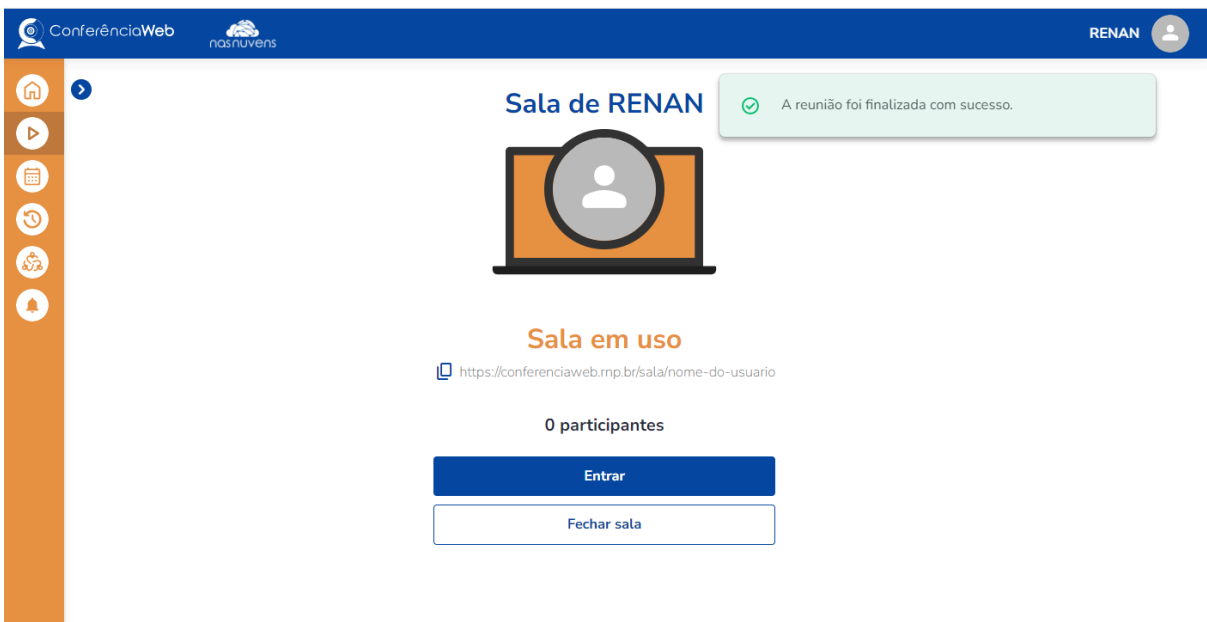 ConferênciaWeb
nasnuvens
RENAN
Sala de RENAN
A reunião foi finalizada com sucesso.
Sala em uso
https://conferenciaweb.rnp.br/sala/nome-do-usuario
0 participantes
Entrar
Fechar sala